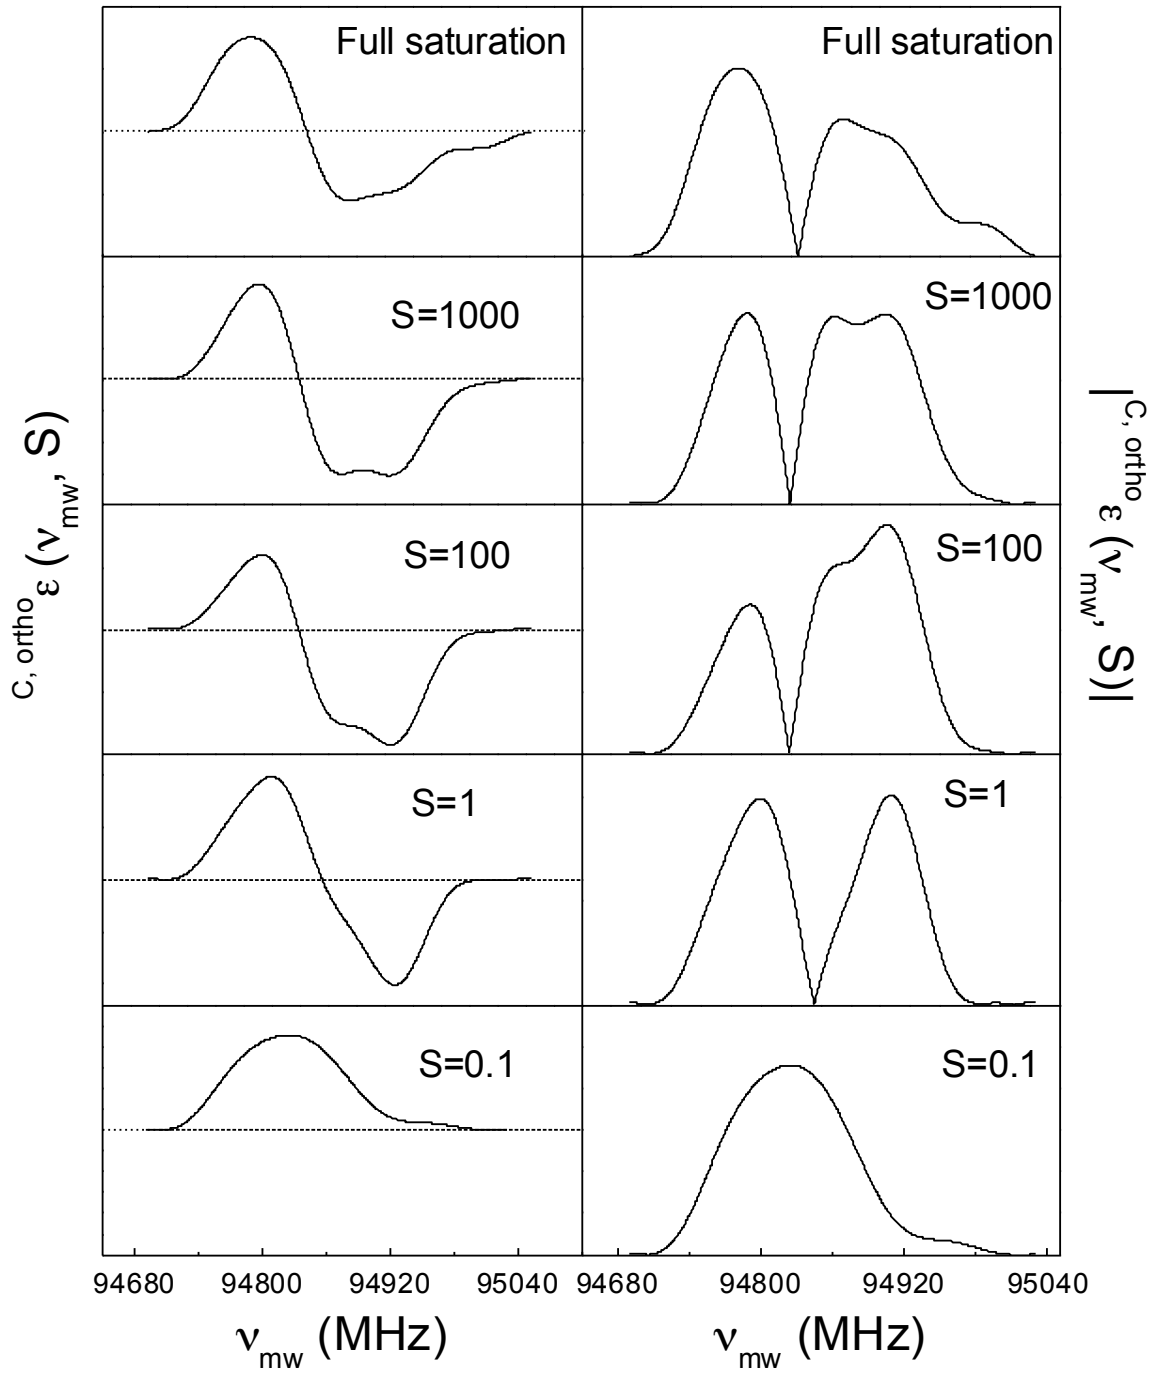 Full saturation
Full saturation
S=1000
S=1000
S=100
S=100
S=1
S=1
S=0.1
S=0.1
C, ortho ε (νmw, S)
|C, ortho ε (νmw, S)|
94680 94800 94920 95040
94680 94800 94920 95040
νmw (MHz)
νmw (MHz)